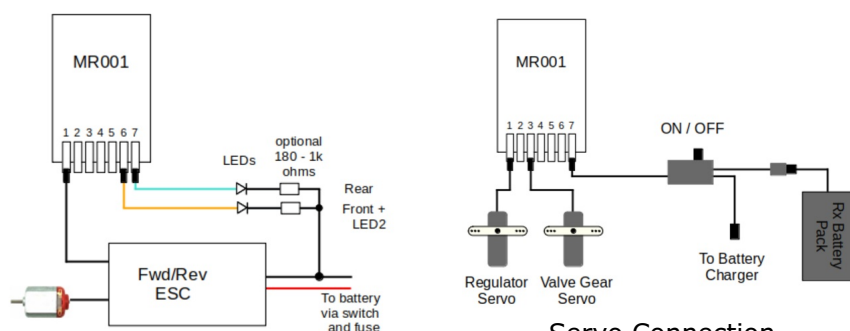 MR001
1 2 3 4 5 6 7
LEDs
optional
180 - 1k
ohms
Rear
Front +
LED2
Fwd/Rev
ESC
To battery
via switch
and fuse
MR001
1 2 3 4 5 6 7
ON / OFF
Regulator
Servo
Valve Gear
Servo
To Battery
Charger
Rx Battery
Pack
Servo Connection